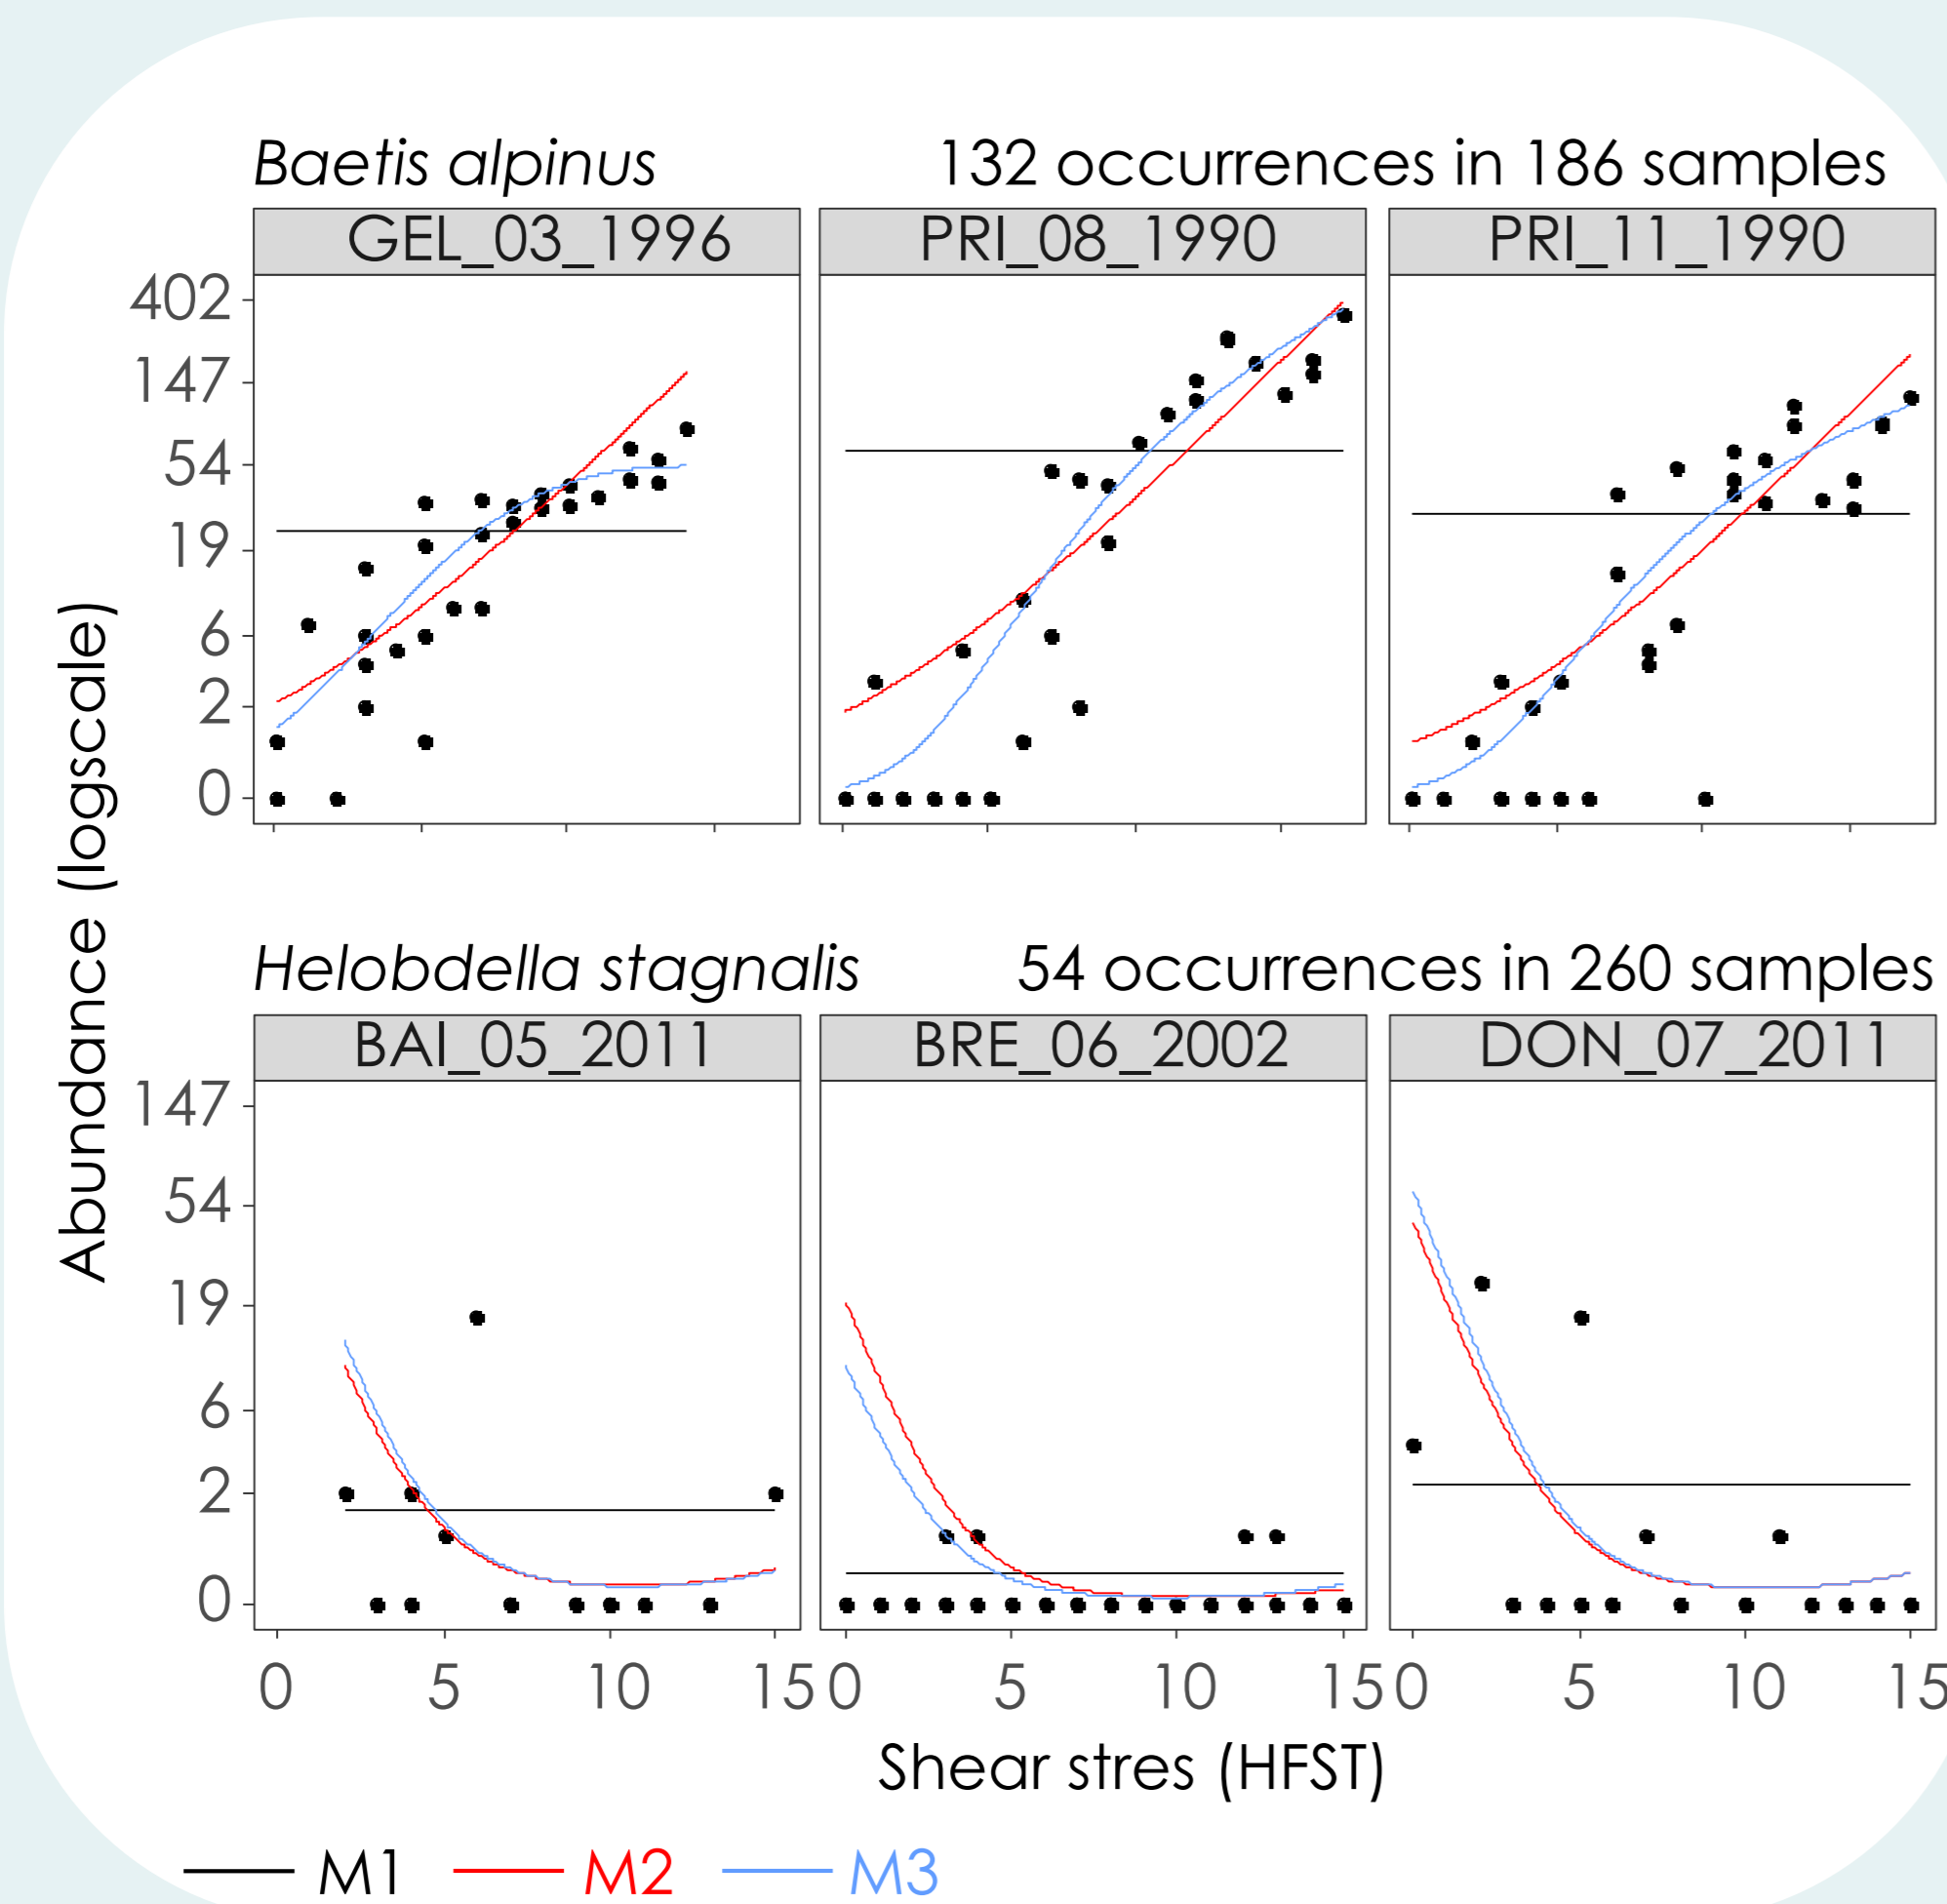 Baetis alpinus 132 occurrences in 186 samples
GEL_03_1996 PRI_08_1990 PRI_11_1990
402
147
54
19
6
2
0
Abundance (logscale)
Helobdella stagnalis 54 occurrences in 260 samples
BAI_05_2011 BRE_06_2002 DON_07_2011
147
54
19
6
2
0
0 5 10 15 0 5 10 15 0 5 10 15
Shear stres (HFST)
M1 M2 M3